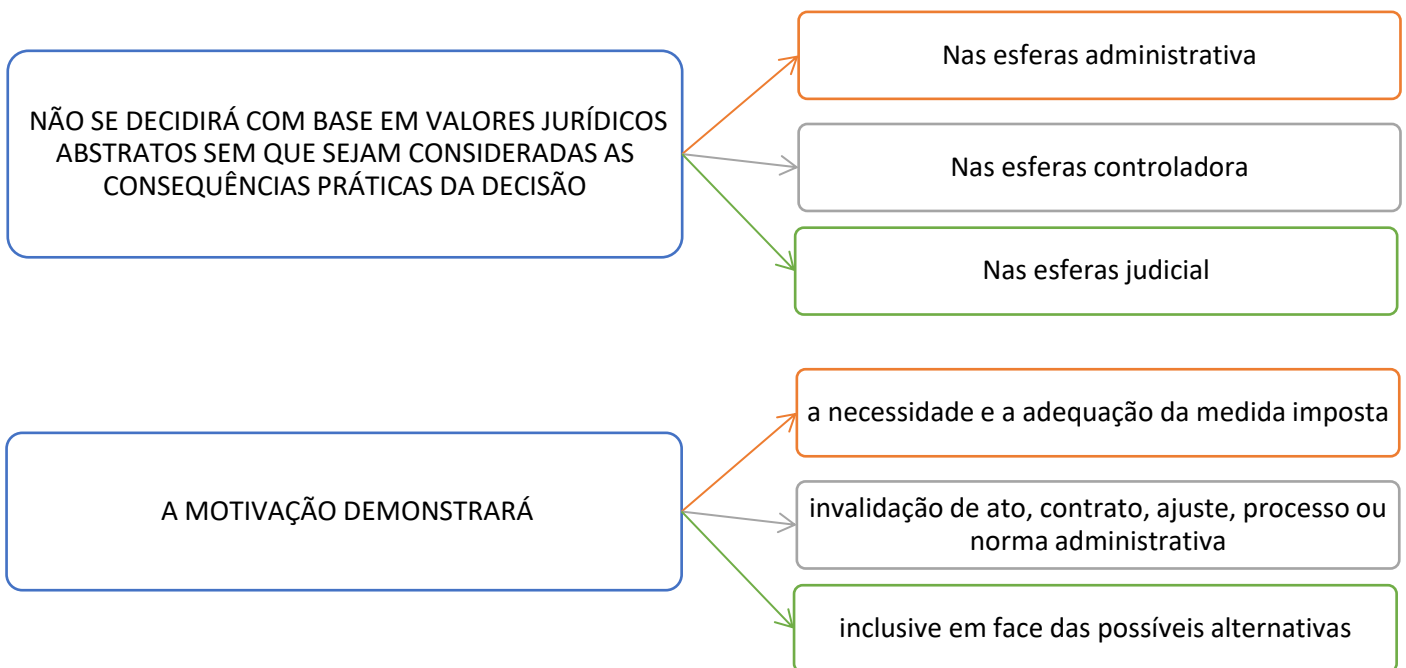 NÃO SE DECIDIRÁ COM BASE EM VALORES JURÍDICOS
ABSTRATOS SEM QUE SEJAM CONSIDERADAS AS
CONSEQUÊNCIAS PRÁTICAS DA DECISÃO
Nas esferas administrativa
Nas esferas controladora
Nas esferas judicial
A MOTIVAÇÃO DEMONSTRARÁ
a necessidade e a adequação da medida imposta
invalidação de ato, contrato, ajuste, processo ou
norma administrativa
inclusive em face das possíveis alternativas